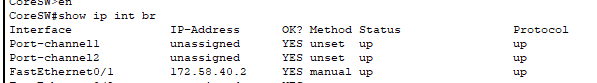 CoreSW>en
CoreSW#show ip int br
Interface IP-Address OK? Method Status Protocol
Port-channel1 unassigned YES unset up up
Port-channel2 unassigned YES unset up up
FastEthernet0/1 172.58.40.2 YES manual up up